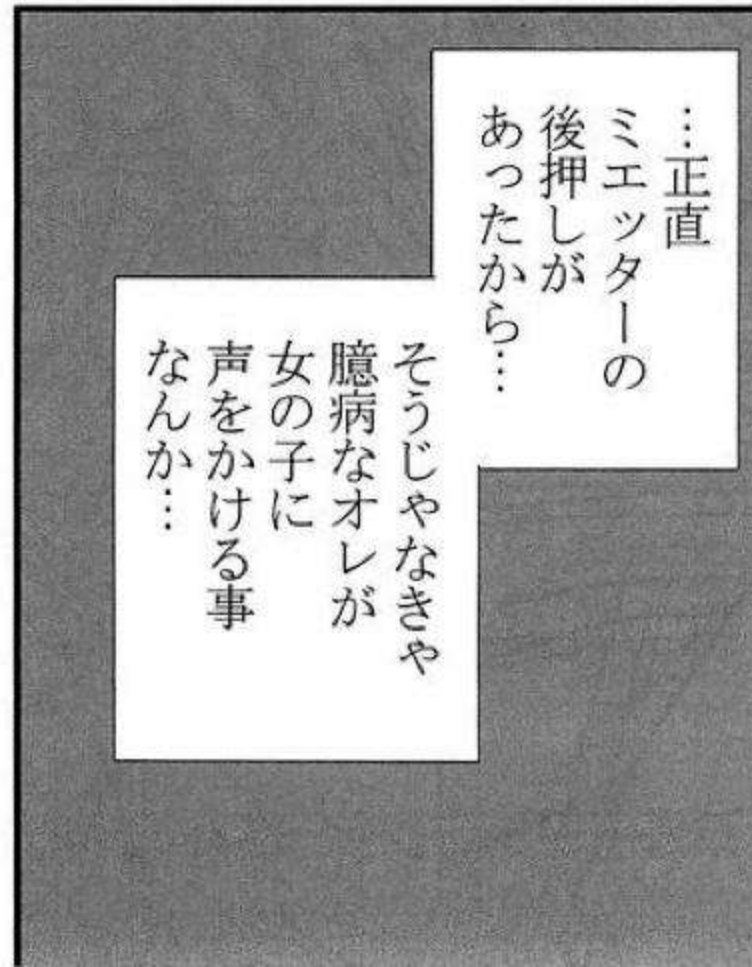 …正直
ミエッターの
後押しが
あったから…
そうじゃなきゃ
臆病なオレが
女の子に
声をかける事
なんか…